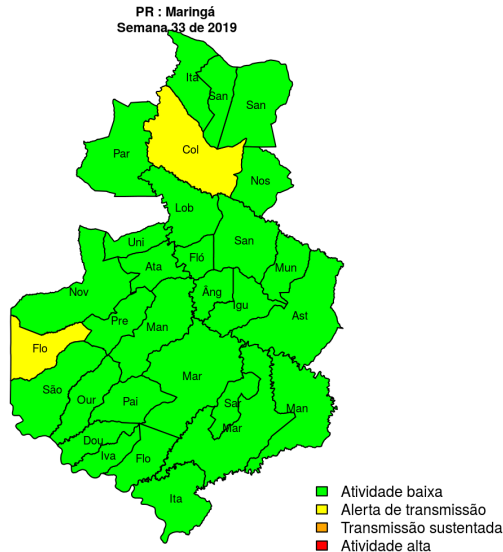 PR : Maringá
Semana 33 de 2019
Itá
San
San
Col
Par
Nos
Lob
San
Uni
Fló
Ata
Mun
Nov
Âng
Igu
Ast
Pre
Man
Flo
Mar
São
Our
Pai
Sar
Man
Mar
Dou
Iva
Flo
Ita
Atividade baixa
Alerta de transmissão
Transmissão sustentada
Atividade alta